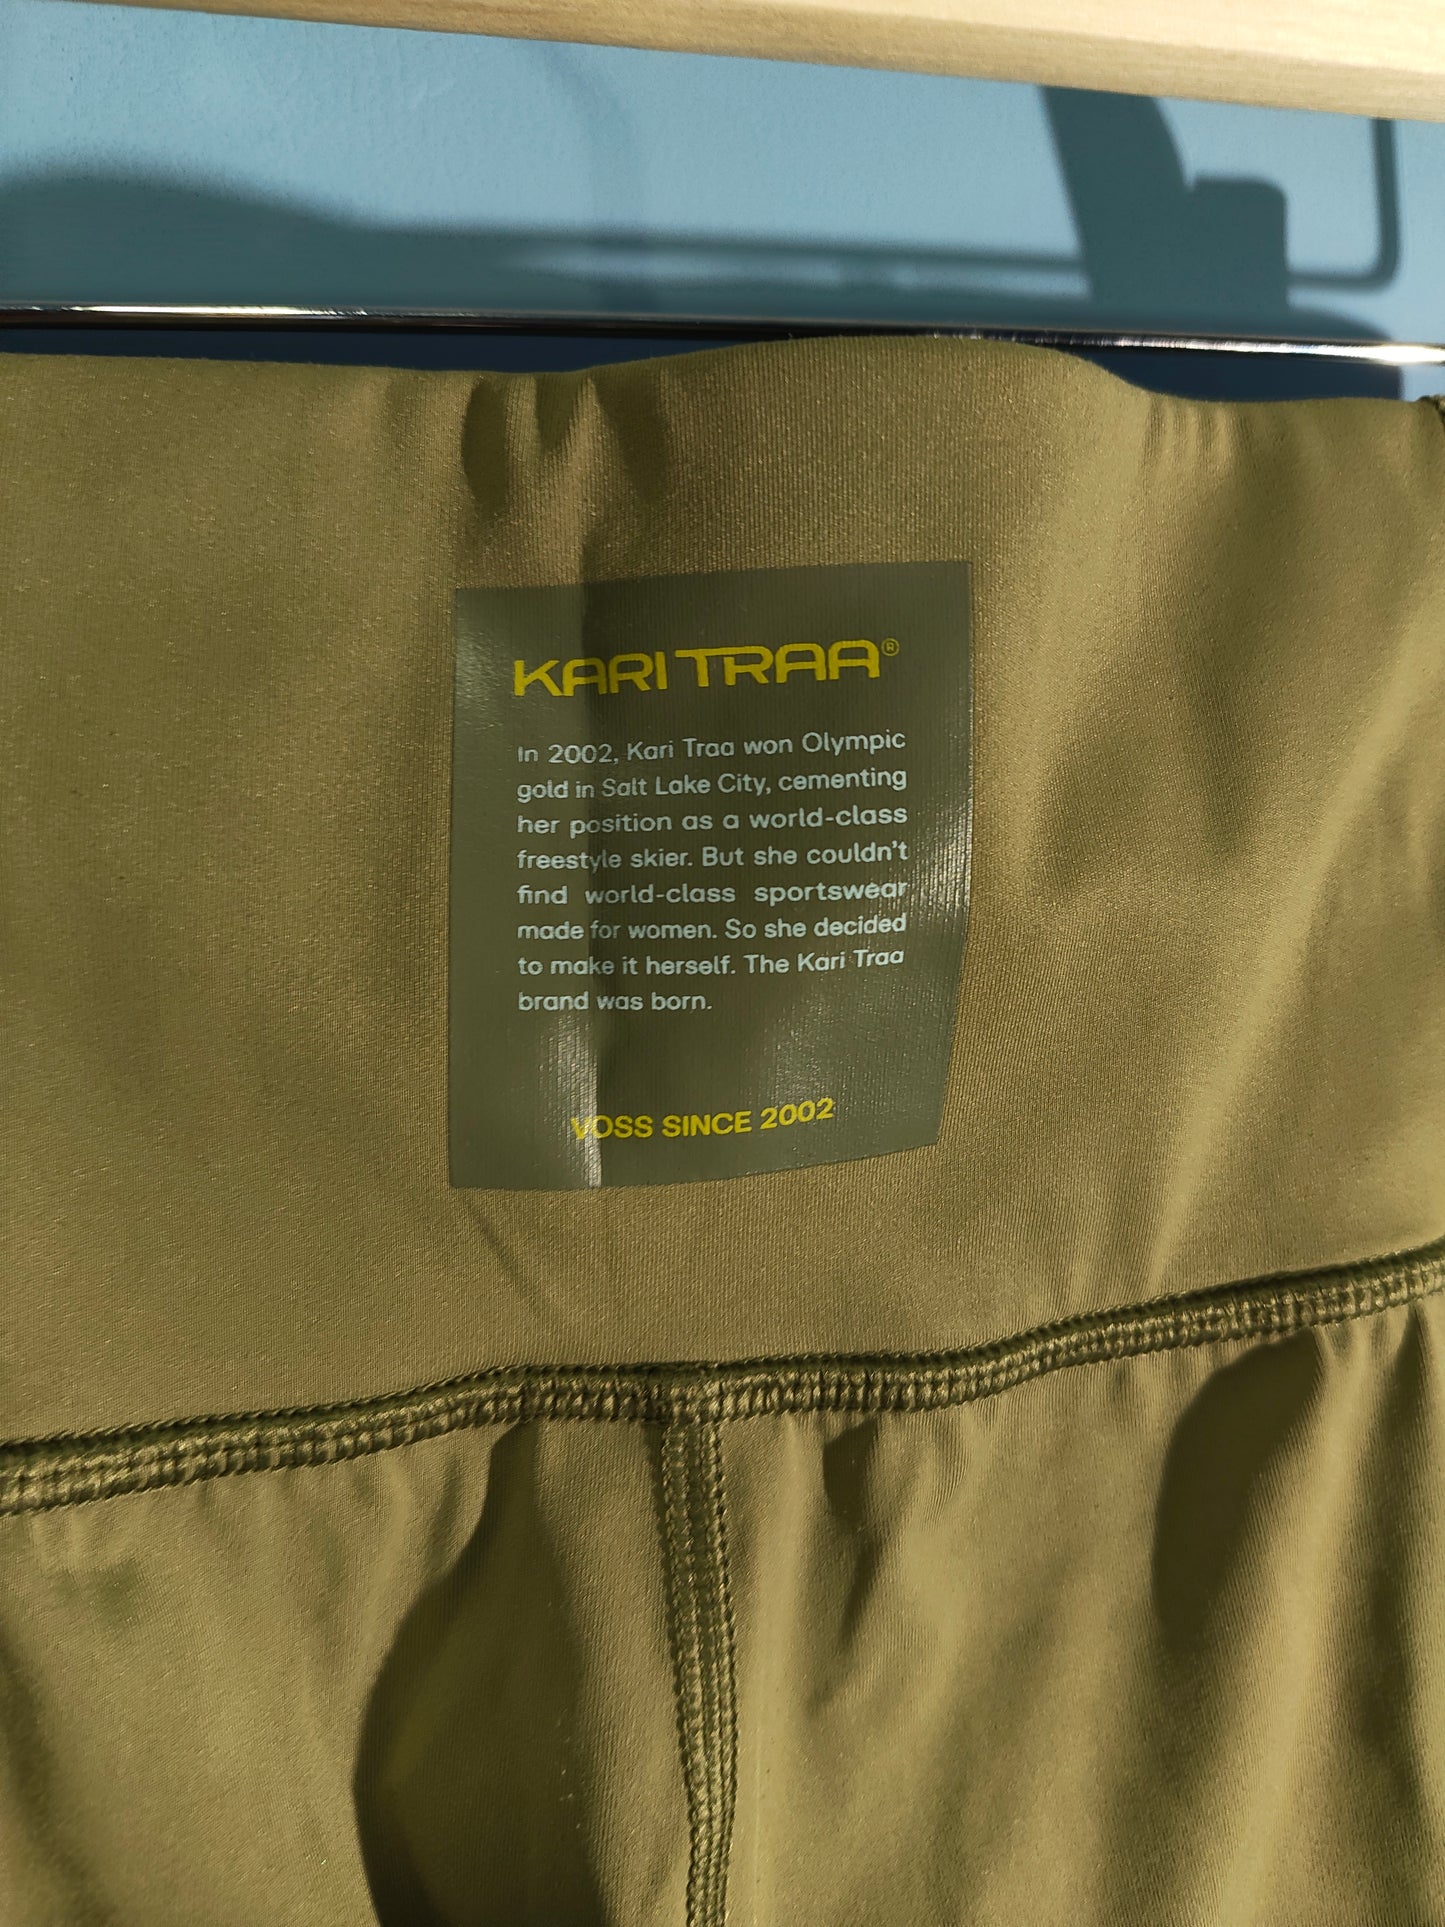 KARI TRAA®
In 2002, Kari Traa won Olympic
gold in Salt Lake City, cementing
her position as a world-class
freestyle skier. But she couldn't
find world-class sportswear
made for women. So she decided
to make it herself. The Kari Traa
brand was born.
VOSS SINCE 2002